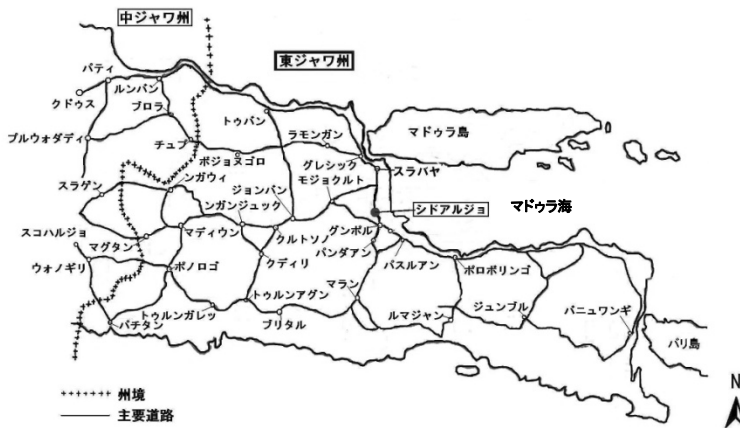 中ジャワ州
東ジャワ州
パティ
ルンバン
クドゥス
ブロラ
トゥバン
マドゥラ島
プルウォダディ
チュプ
ラモンガン
ボジョヌゴロ
グレシック
スラバヤ
モジョクルト
スラゲン
ンガウィ
ジョンバン
ンガンジュック
シドアルジョ
マドゥラ海
スコハルジョ
マグタン
マディウン
クルトソノ
グンポル
パンダアン
クディリ
パスルアン
ウォノギリ
ポノロゴ
ポロボリンゴ
マラン
トゥルンアグン
トゥルンガレッ
ブリタル
ルマジャン
ジュンブル
バニュワンギ
パチタン
バリ島
N
州境
主要道路